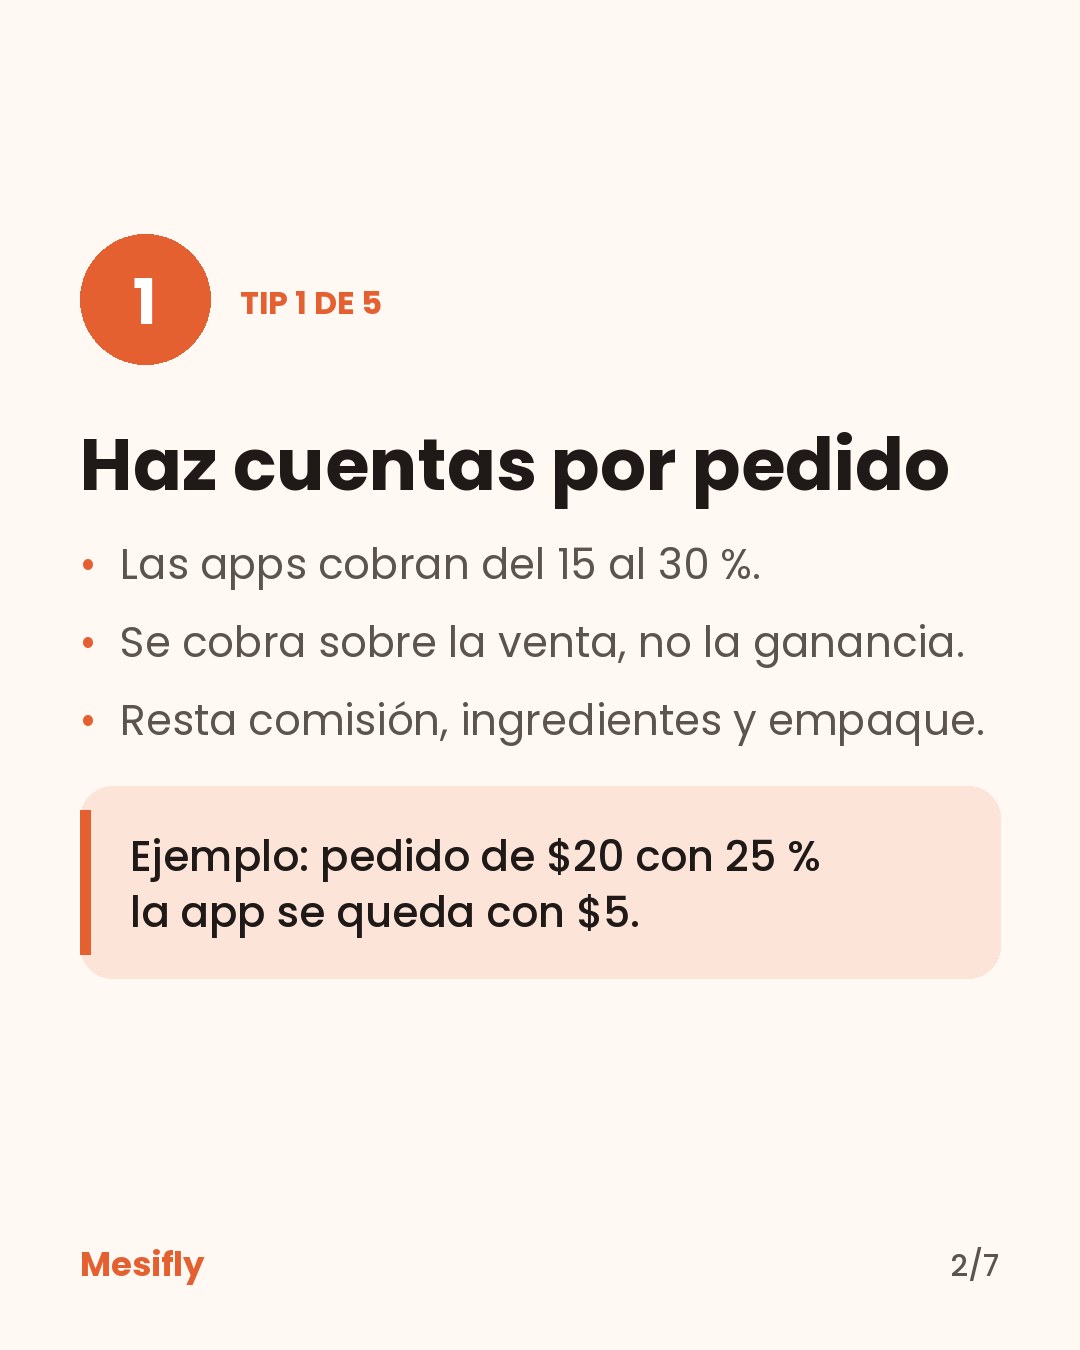 1
TIP 1 DE 5
Haz cuentas por pedido
• Las apps cobran del 15 al 30 %.
• Se cobra sobre la venta, no la ganancia.
• Resta comisión, ingredientes y empaque.
Ejemplo: pedido de $20 con 25 %
la app se queda con $5.
Mesifly
2/7